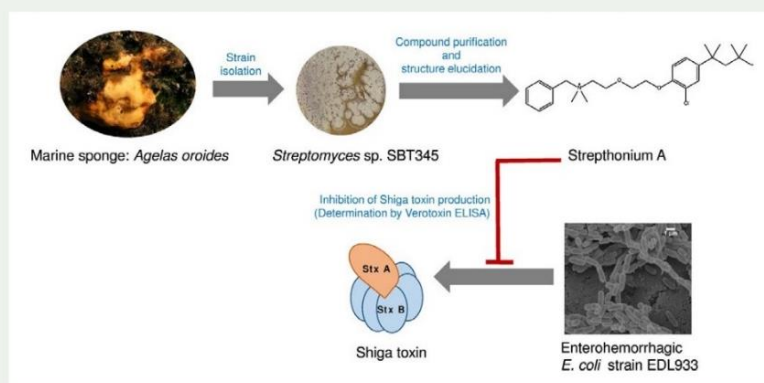 Strain
isolation
Compound purification
and
structure elucidation
Marine sponge: Agelas oroides
Streptomyces sp. SBT345
Strepthonium A
Inhibition of Shiga toxin production
(Determination by Verotoxin ELISA)
Stx A
Stx B
Shiga toxin
Enterohemorrhagic
E. coli strain EDL933